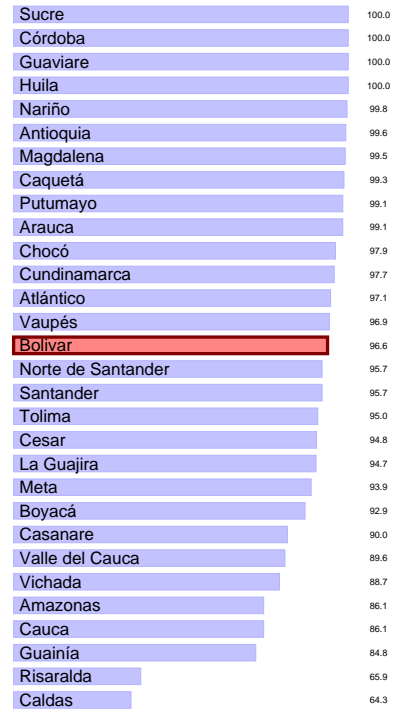 Sucre 100.0
Córdoba 100.0
Guaviare 100.0
Huila 100.0
Nariño 99.8
Antioquia 99.6
Magdalena 99.5
Caquetá 99.3
Putumayo 99.1
Arauca 99.1
Chocó 97.9
Cundinamarca 97.7
Atlántico 97.1
Vaupés 96.9
Bolivar 96.6
Norte de Santander 95.7
Santander 95.7
Tolima 95.0
Cesar 94.8
La Guajira 94.7
Meta 93.9
Boyacá 92.9
Casanare 90.0
Valle del Cauca 89.6
Vichada 88.7
Amazonas 86.1
Cauca 86.1
Guainía 84.8
Risaralda 65.9
Caldas 64.3